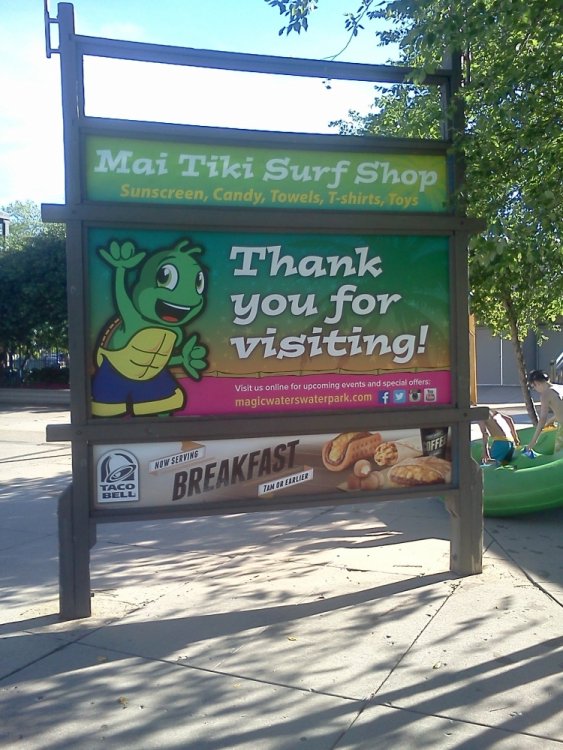 Mai Tiki Surf Shop
Sunscreen, Candy, Towels, T-shirts, Toys
Thank
you for
visiting!
Visit us online for upcoming events and special offers:
magicwaterswaterpark.com
TACO
BELL
NOW SERVING
BREAKFAST
7AM OR EARLIER
COFFEE